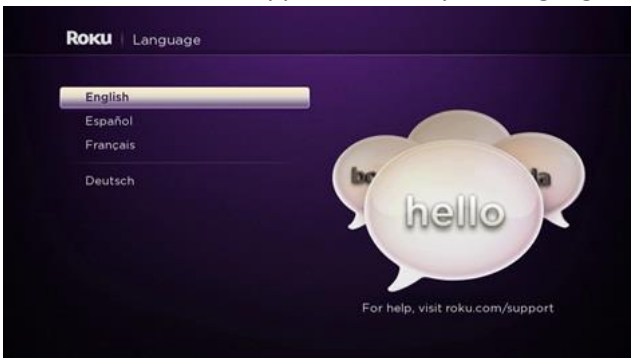 ROKU | Language
English
Español
Français
Deutsch
hello
For help, visit roku.com/support